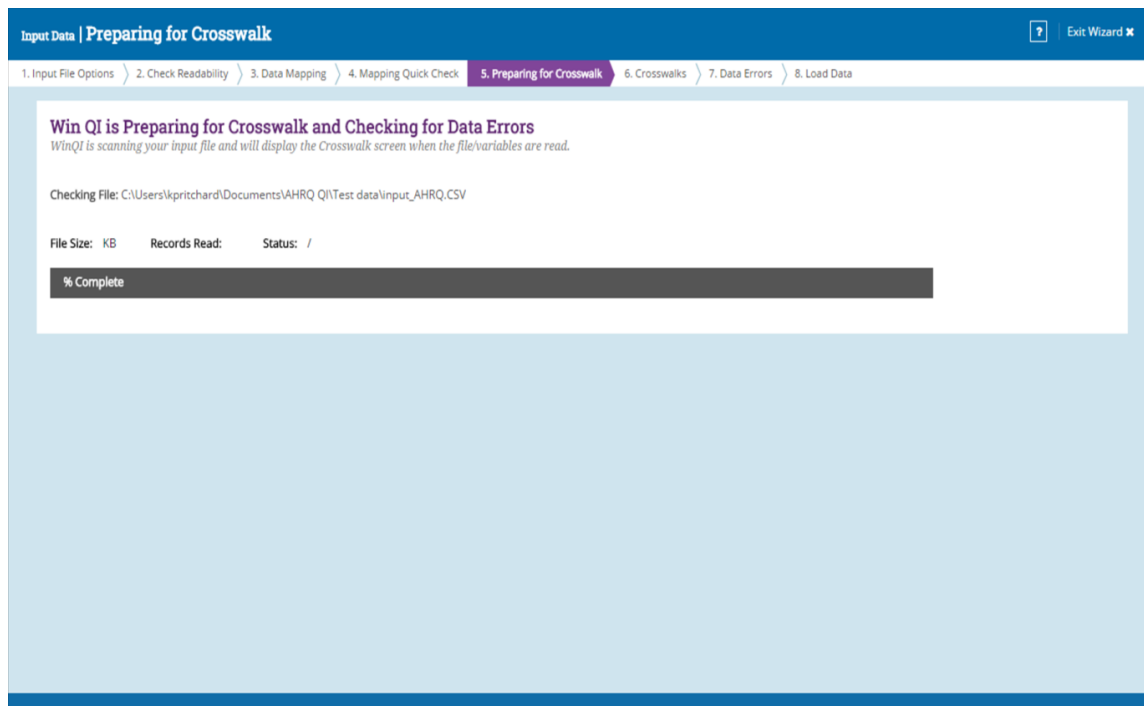 Input Data | Preparing for Crosswalk
? Exit Wizard ✖
1. Input File Options 2. Check Readability 3. Data Mapping 4. Mapping Quick Check 5. Preparing for Crosswalk 6. Crosswalks 7. Data Errors 8. Load Data
Win QI is Preparing for Crosswalk and Checking for Data Errors
WinQI is scanning your input file and will display the Crosswalk screen when the file/variables are read.
Checking File: C:\Users\kpritchard\Documents\AHRQ QI\Test data\input_AHRQ.CSV
File Size: KB Records Read: Status: /
% Complete